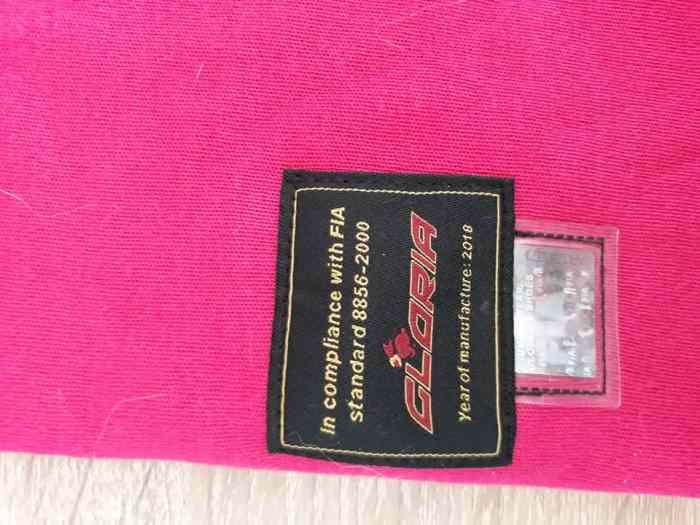 In compliance with FIA
standard 8856-2000
GLORIA
Year of manufacture: 2018